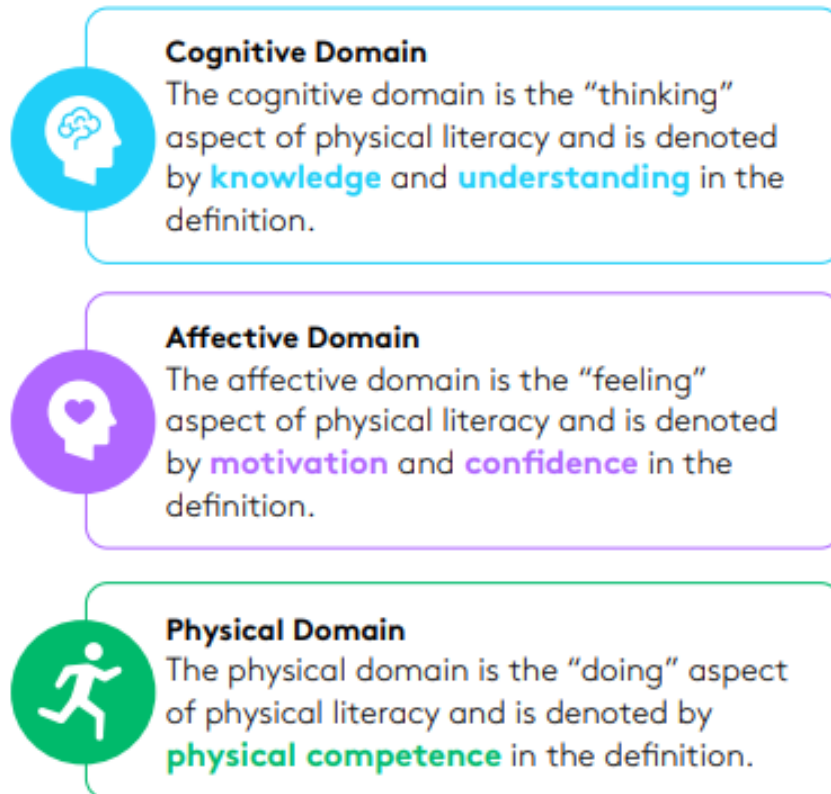 Cognitive Domain
The cognitive domain is the “thinking”
aspect of physical literacy and is denoted
by knowledge and understanding in the
definition.
Affective Domain
The affective domain is the “feeling”
aspect of physical literacy and is denoted
by motivation and confidence in the
definition.
Physical Domain
The physical domain is the “doing” aspect
of physical literacy and is denoted by
physical competence in the definition.